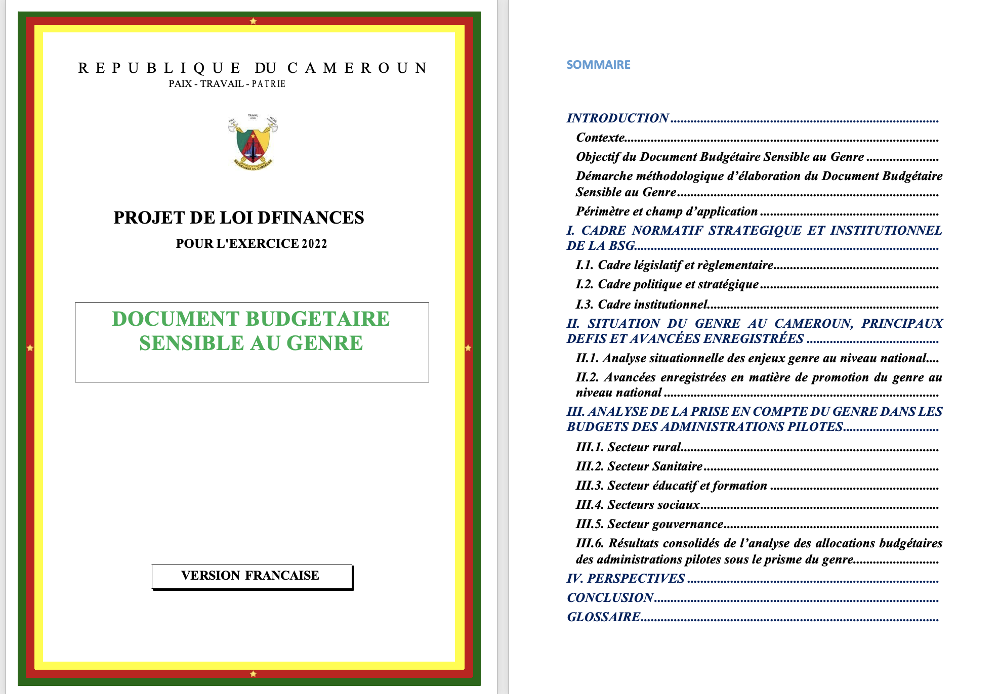 REPUBLIQUE DU CAMEROUN
PAIX - TRAVAIL - PATRIE
PAIX
TRAVAIL
WORK
PATRIE
REPUBLIQUE DU CAMEROUN
PROJET DE LOI DFINANCES
POUR L'EXERCICE 2022
DOCUMENT BUDGETAIRE
SENSIBLE AU GENRE
VERSION FRANCAISE
SOMMAIRE
INTRODUCTION
Contexte
Objectif du Document Budgétaire Sensible au Genre
Démarche méthodologique d’élaboration du Document Budgétaire
Sensible au Genre
Périmètre et champ d’application
I. CADRE NORMATIF STRATEGIQUE ET INSTITUTIONNEL
DE LA BSG
I.1. Cadre législatif et règlementaire
I.2. Cadre politique et stratégique
I.3. Cadre institutionnel
II. SITUATION DU GENRE AU CAMEROUN, PRINCIPAUX
DEFIS ET AVANCÉES ENREGISTRÉES
II.1. Analyse situationnelle des enjeux genre au niveau national
II.2. Avancées enregistrées en matière de promotion du genre au
niveau national
III. ANALYSE DE LA PRISE EN COMPTE DU GENRE DANS LES
BUDGETS DES ADMINISTRATIONS PILOTES
III.1. Secteur rural
III.2. Secteur Sanitaire
III.3. Secteur éducatif et formation
III.4. Secteurs sociaux
III.5. Secteur gouvernance
III.6. Résultats consolidés de l’analyse des allocations budgétaires
des administrations pilotes sous le prisme du genre
IV. PERSPECTIVES
CONCLUSION
GLOSSAIRE